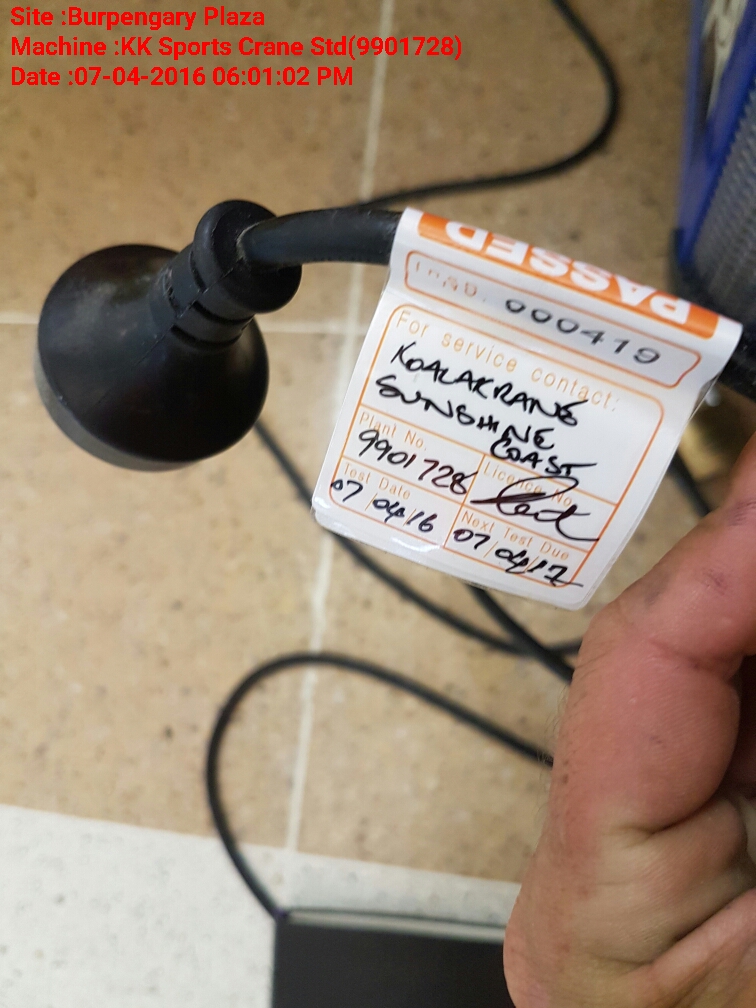 Site :Burpengary Plaza
Machine :KK Sports Crane Std(9901728)
Date :07-04-2016 06:01:02 PM
PASSED
000419
For service contact:
KOALAKRANE
SUNSHINE
COAST
Plant No.
9901728
Licence No.
Test Date
07/04/16
Next Test Due
07/04/17